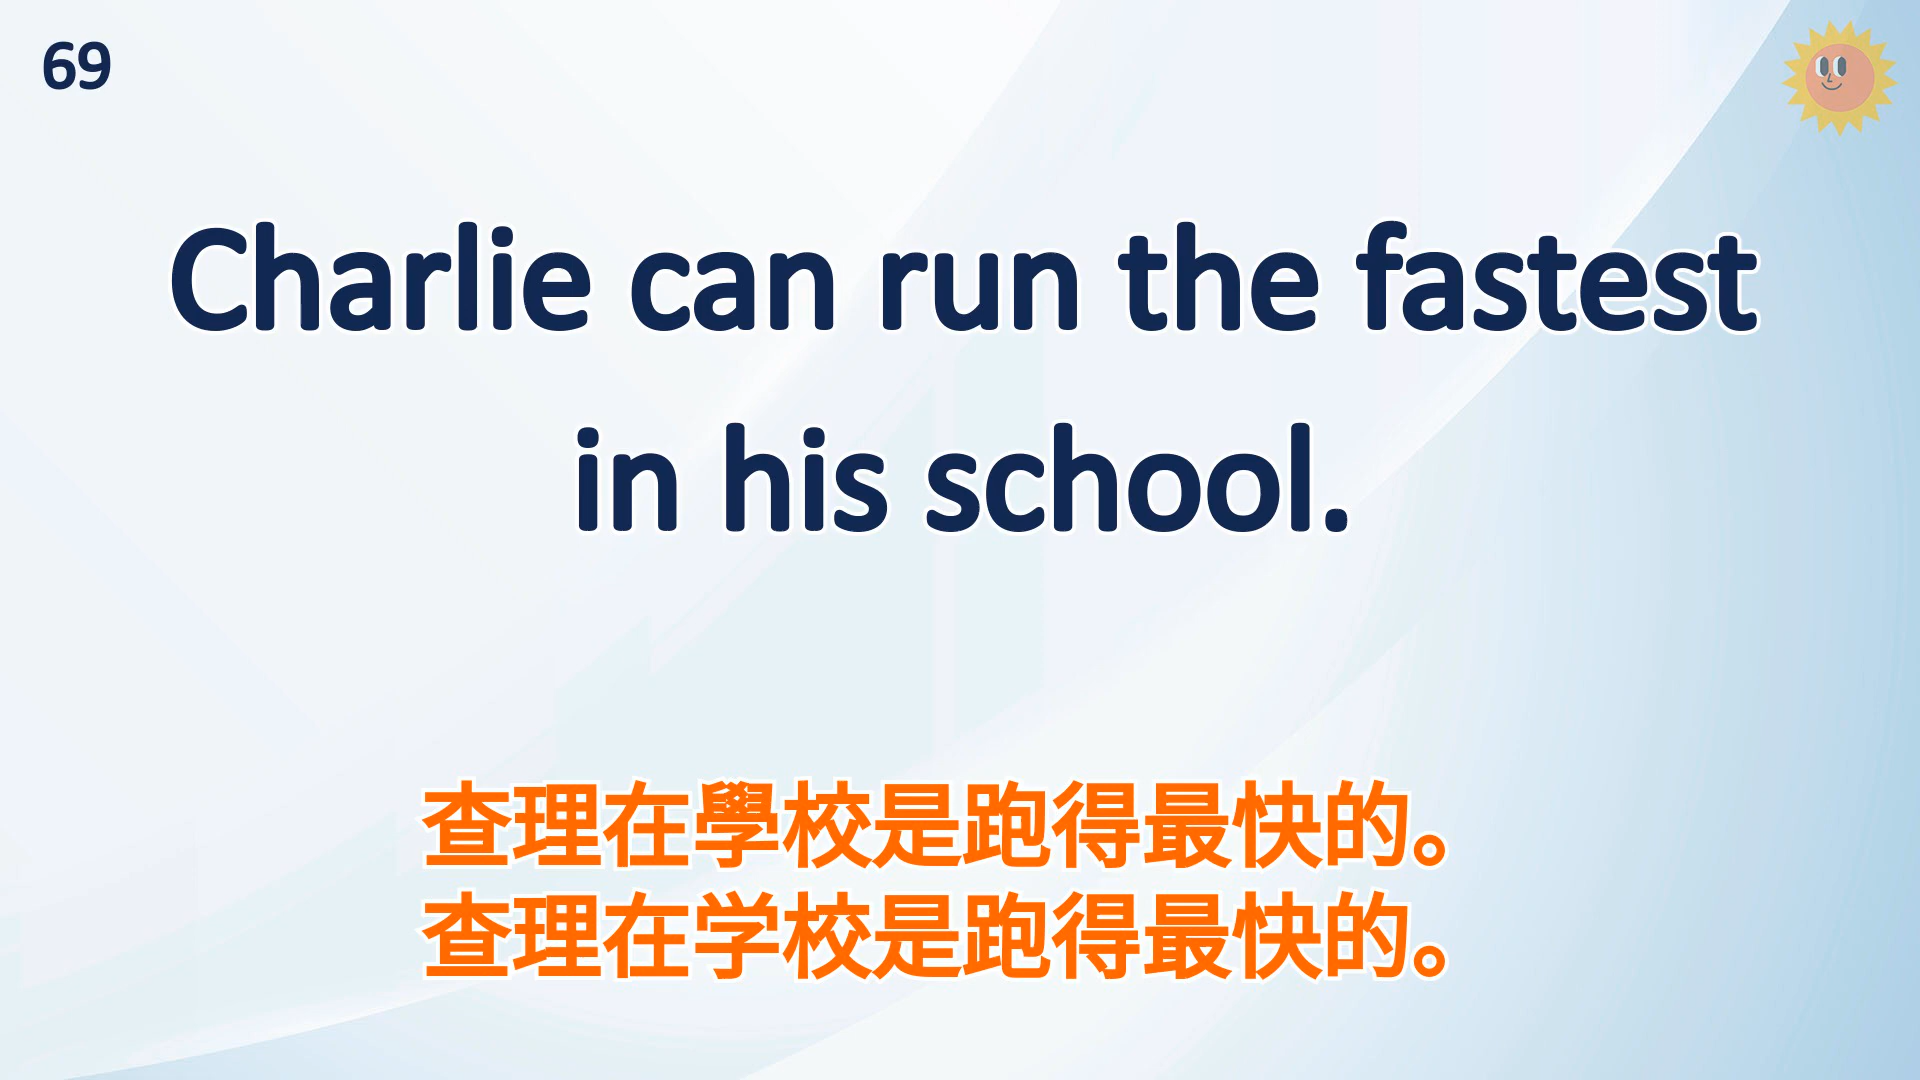 69
Charlie can run the fastest
in his school.
查理在學校是跑得最快的。
查理在学校是跑得最快的。